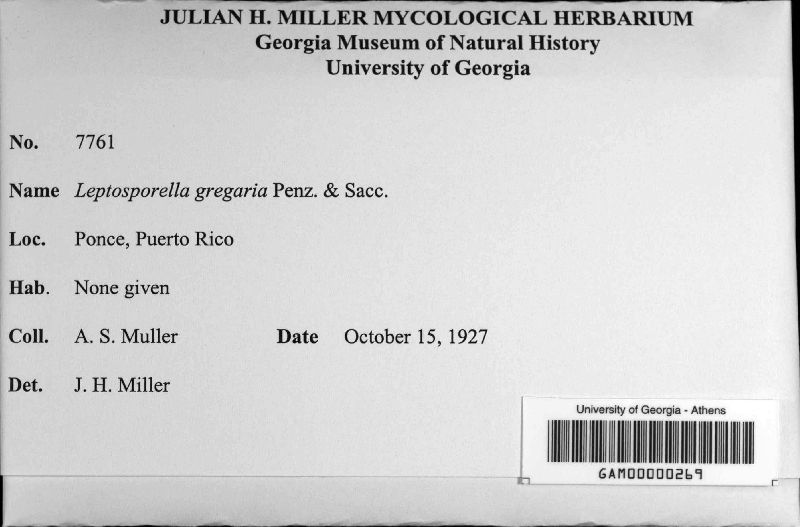 JULIAN H. MILLER MYCOLOGICAL HERBARIUM
Georgia Museum of Natural History
University of Georgia
No. 7761
Name Leptosporella gregaria Penz. & Sacc.
Loc. Ponce, Puerto Rico
Hab. None given
Coll. A. S. Muller Date October 15, 1927
Det. J. H. Miller
University of Georgia - Athens
GAM00000269